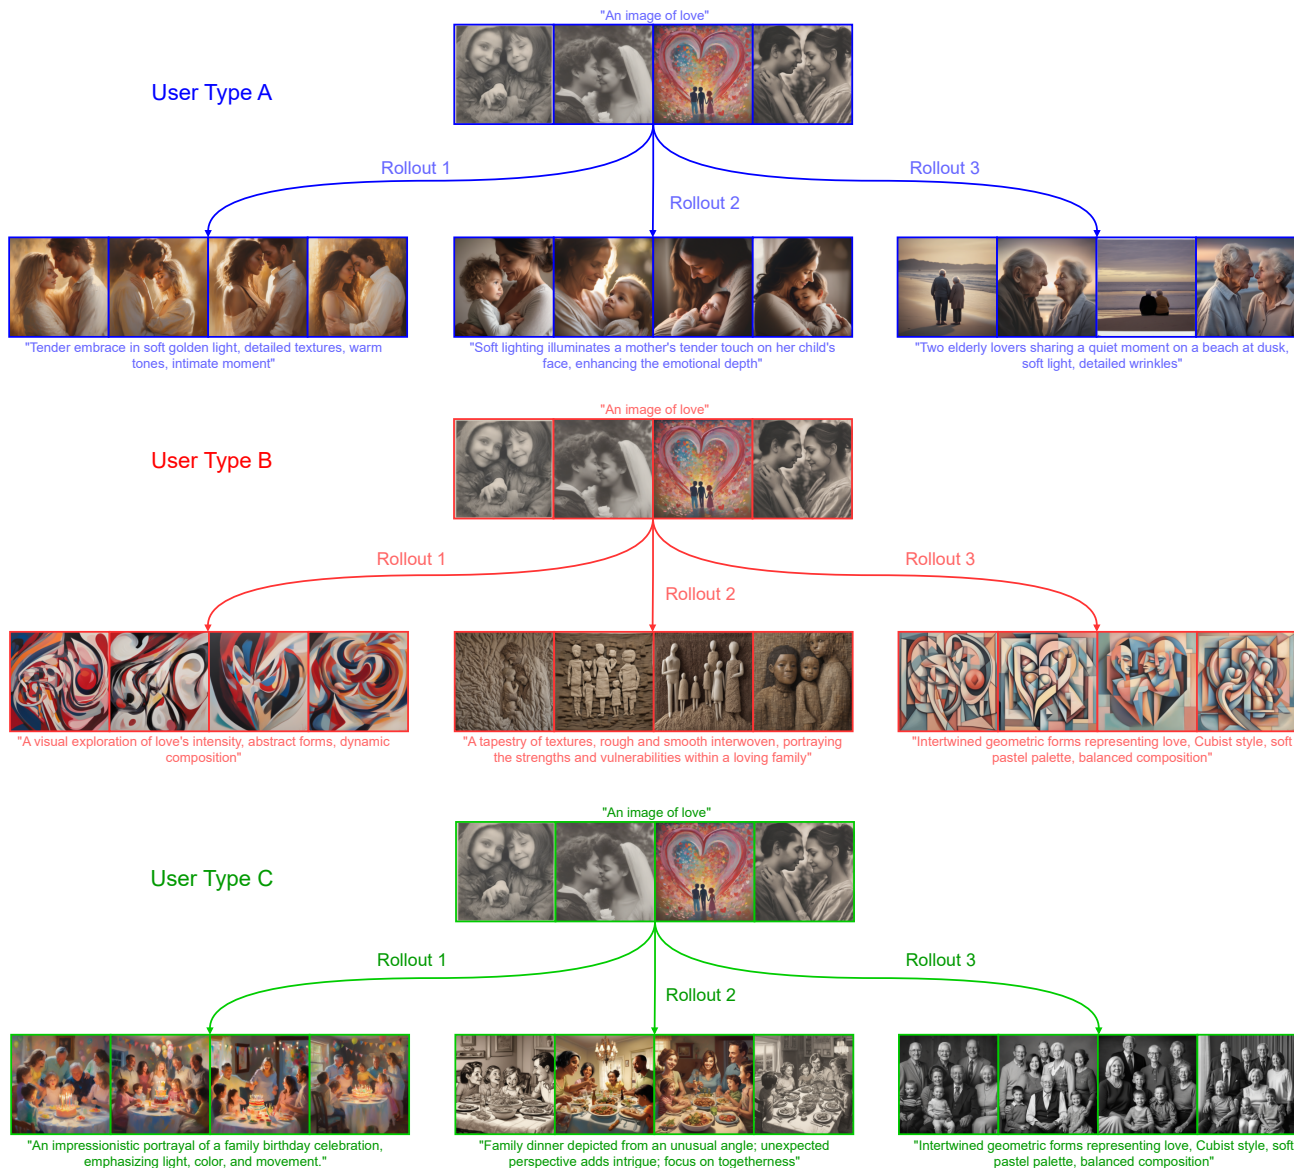 "An image of love"
User Type A
Rollout 1
Rollout 2
Rollout 3
"Tender embrace in soft golden light, detailed textures, warm
tones, intimate moment"
"Soft lighting illuminates a mother's tender touch on her child's
face, enhancing the emotional depth"
"Two elderly lovers sharing a quiet moment on a beach at dusk,
soft light, detailed wrinkles"
"An image of love"
User Type B
Rollout 1
Rollout 2
Rollout 3
"A visual exploration of love's intensity, abstract forms, dynamic
composition"
"A tapestry of textures, rough and smooth interwoven, portraying
the strengths and vulnerabilities within a loving family"
"Intertwined geometric forms representing love, Cubist style, soft
pastel palette, balanced composition"
"An image of love"
User Type C
Rollout 1
Rollout 2
Rollout 3
"An impressionistic portrayal of a family birthday celebration,
emphasizing light, color, and movement."
"Family dinner depicted from an unusual angle; unexpected
perspective adds intrigue; focus on togetherness"
"Intertwined geometric forms representing love, Cubist style, soft
pastel palette, balanced composition"